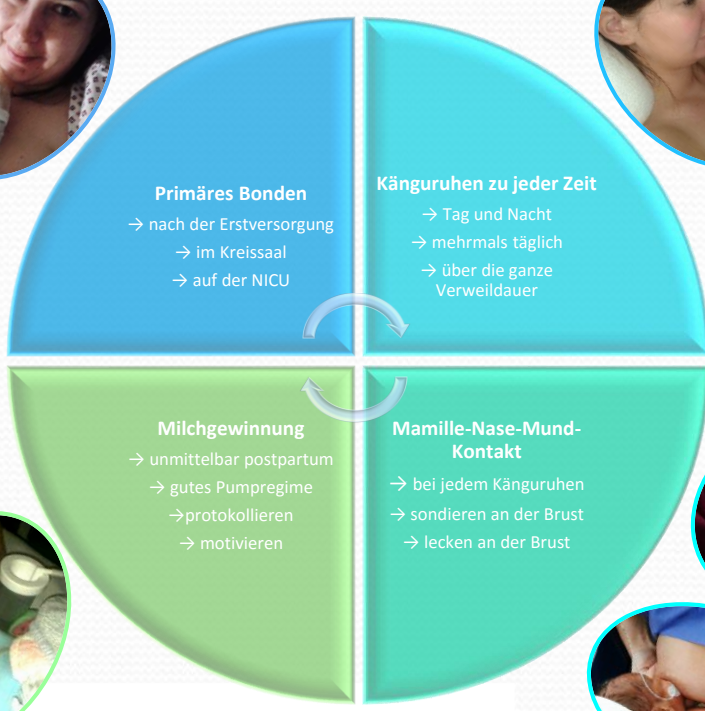 Primäres Bonden
→ nach der Erstversorgung
→ im Kreissaal
→ auf der NICU
Känguruhen zu jeder Zeit
→ Tag und Nacht
→ mehrmals täglich
→ über die ganze
Verweildauer
Milchgewinnung
→ unmittelbar postpartum
→ gutes Pumpregime
→protokollieren
→ motivieren
Mamille-Nase-Mund-
Kontakt
→ bei jedem Känguruhen
→ sondieren an der Brust
→ lecken an der Brust